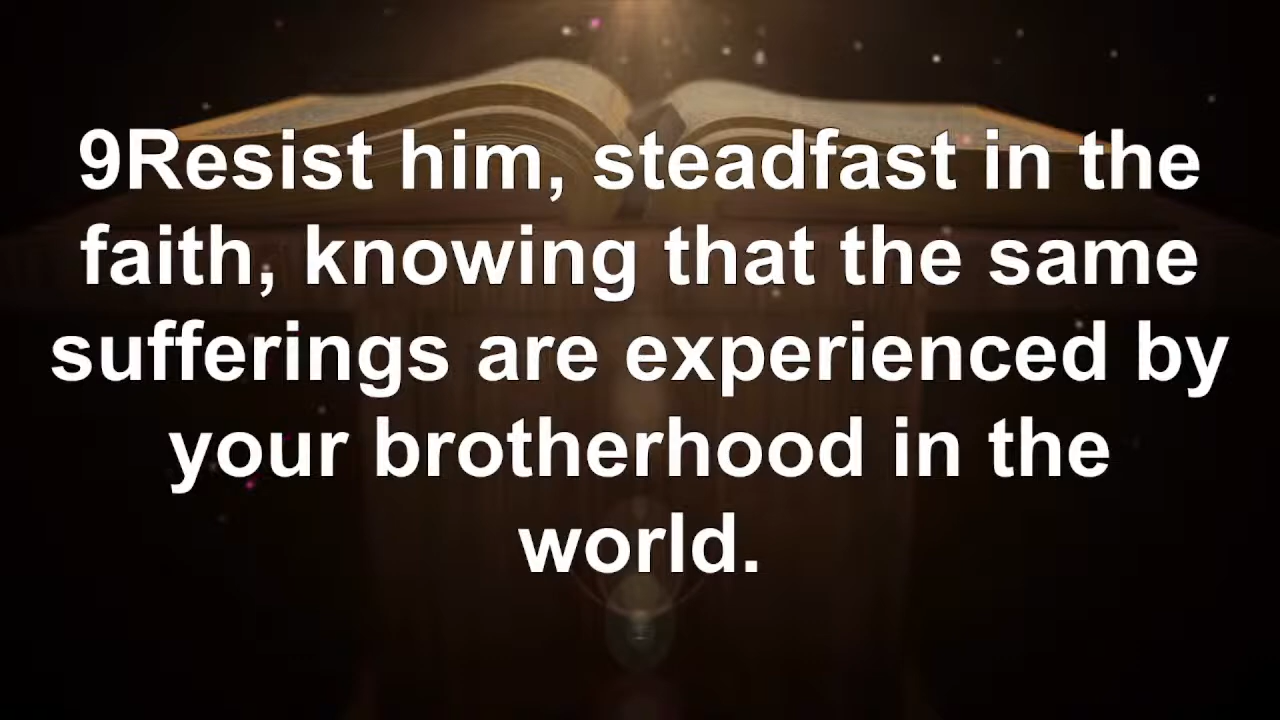 9Resist him, steadfast in the
faith, knowing that the same
sufferings are experienced by
your brotherhood in the
world.